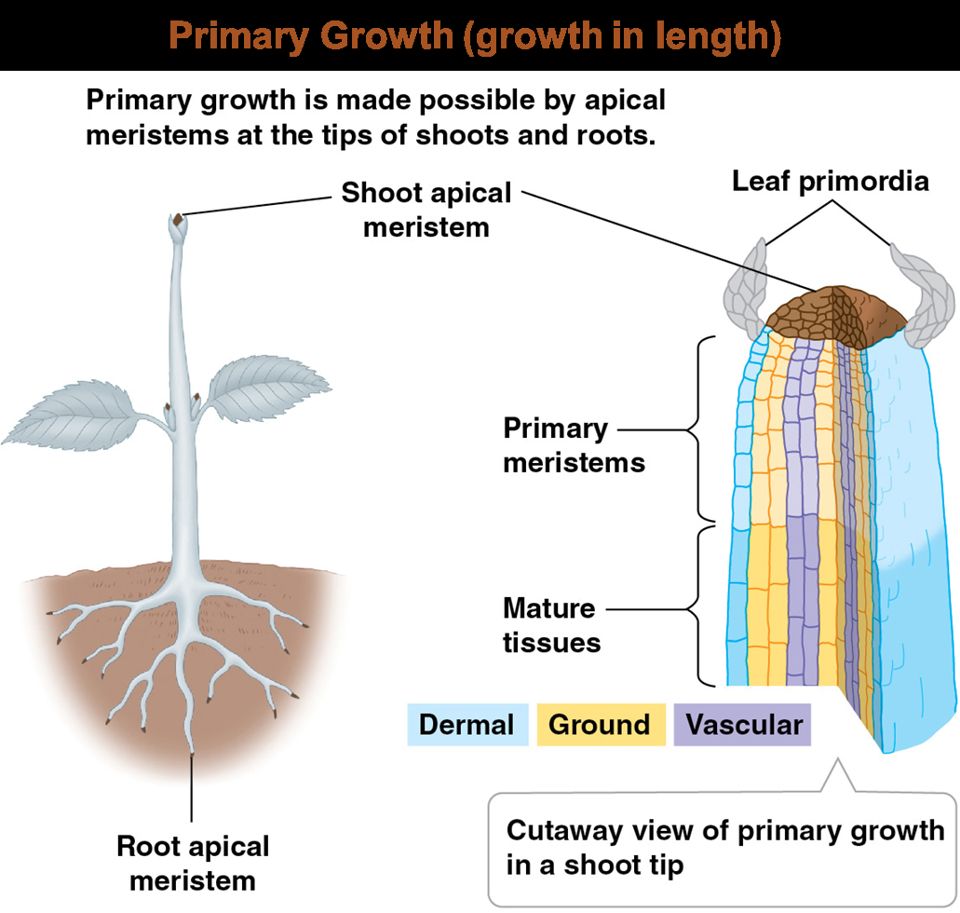 Primary Growth (growth in length)
Primary growth is made possible by apical
meristems at the tips of shoots and roots.
Shoot apical
meristem
Leaf primordia
Primary
meristems
Mature
tissues
Dermal
Ground
Vascular
Root apical
meristem
Cutaway view of primary growth
in a shoot tip